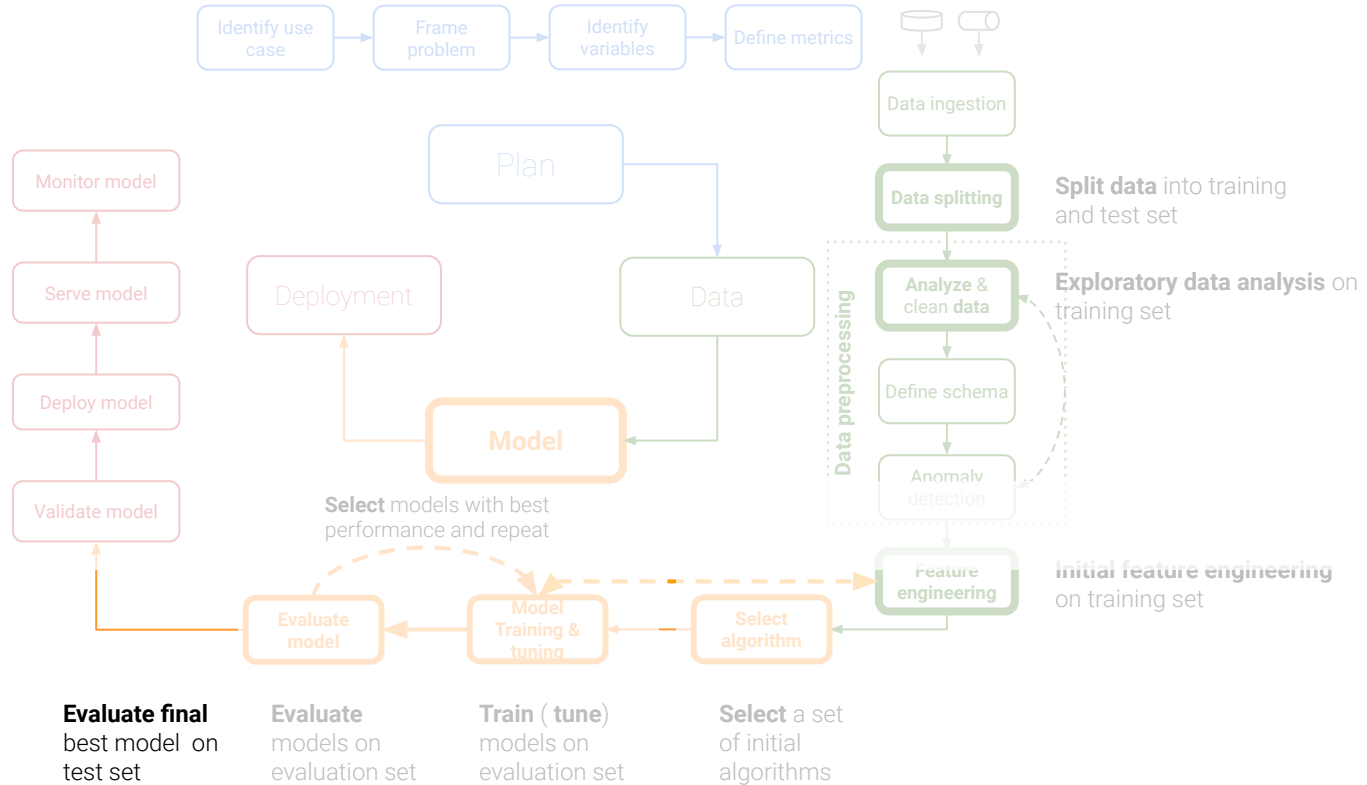 Identify use
case
Frame
problem
Identify
variables
Define metrics
Data ingestion
Plan
Monitor model
Data splitting
Split data into training
and test set
Serve model
Deployment
Data
Data preprocessing
Analyze &
clean data
Exploratory data analysis on
training set
Define schema
Deploy model
Model
Anomaly
detection
Validate model
Select models with best
performance and repeat
Feature
engineering
Initial feature engineering
on training set
Evaluate
model
Model
Training &
tuning
Select
algorithm
Evaluate final
best model on
test set
Evaluate
models on
evaluation set
Train ( tune)
models on
evaluation set
Select a set
of initial
algorithms